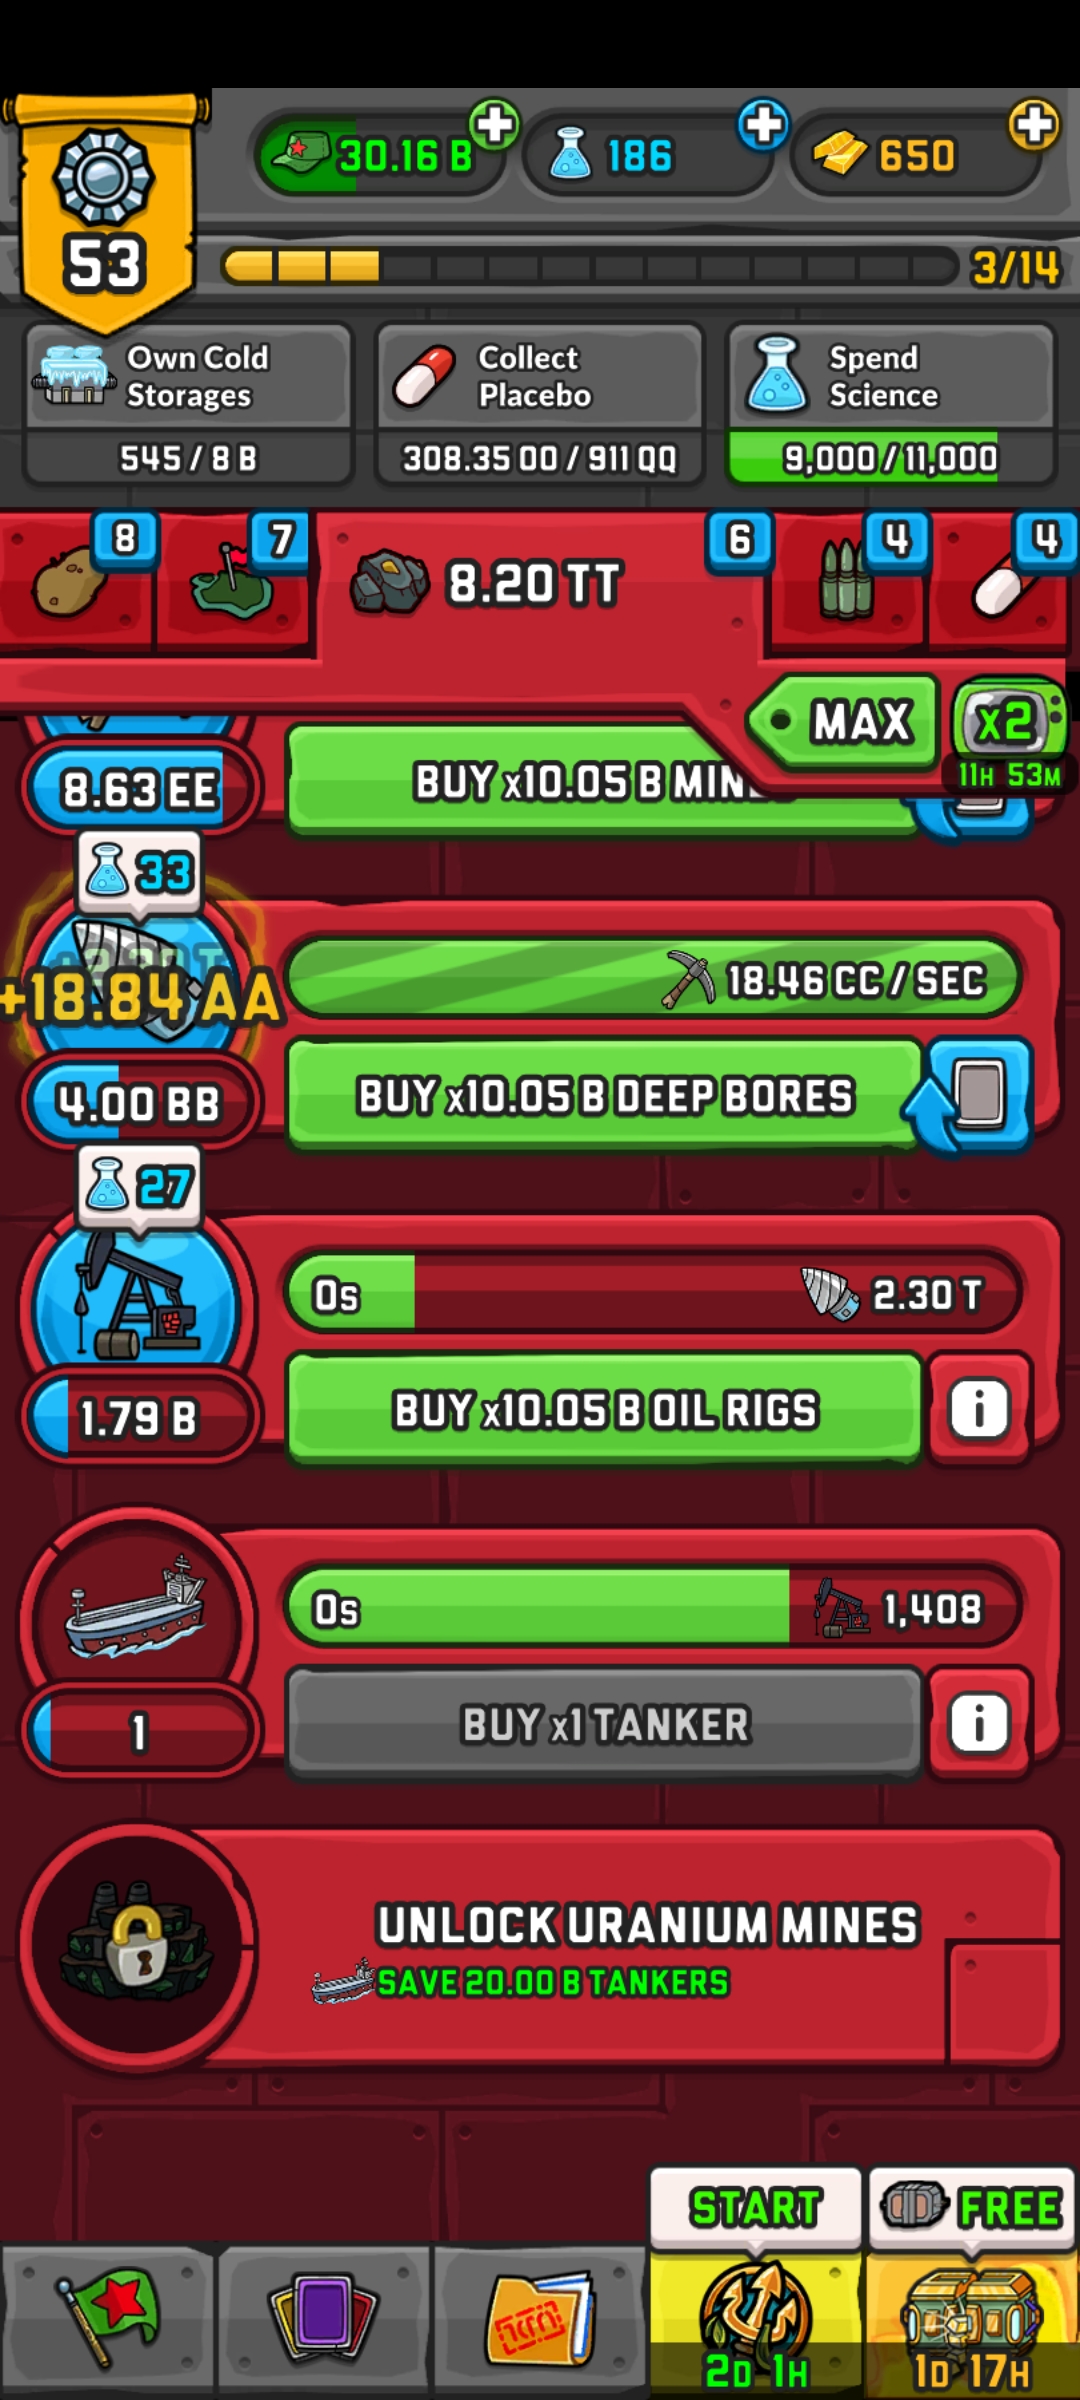 30.16 B
186
650
53
3/14
Own Cold
Storages
545 / 8 B
Collect
Placebo
308.35 OO / 911 QQ
Spend
Science
9,000 / 11,000
8
7
8.20 TT
6
4
4
MAX
x2
11H 53M
8.63 EE
BUY x10.05 B
33
+18.84 AA
18.46 CC / SEC
4.00 BB
BUY x10.05 B DEEP BORES
27
0s
2.30 T
1.79 B
BUY x10.05 B OIL RIGS
0s
1,408
1
BUY x1 TANKER
UNLOCK URANIUM MINES
SAVE 20.00 B TANKERS
START
FREE
2D 1H
1D 17H